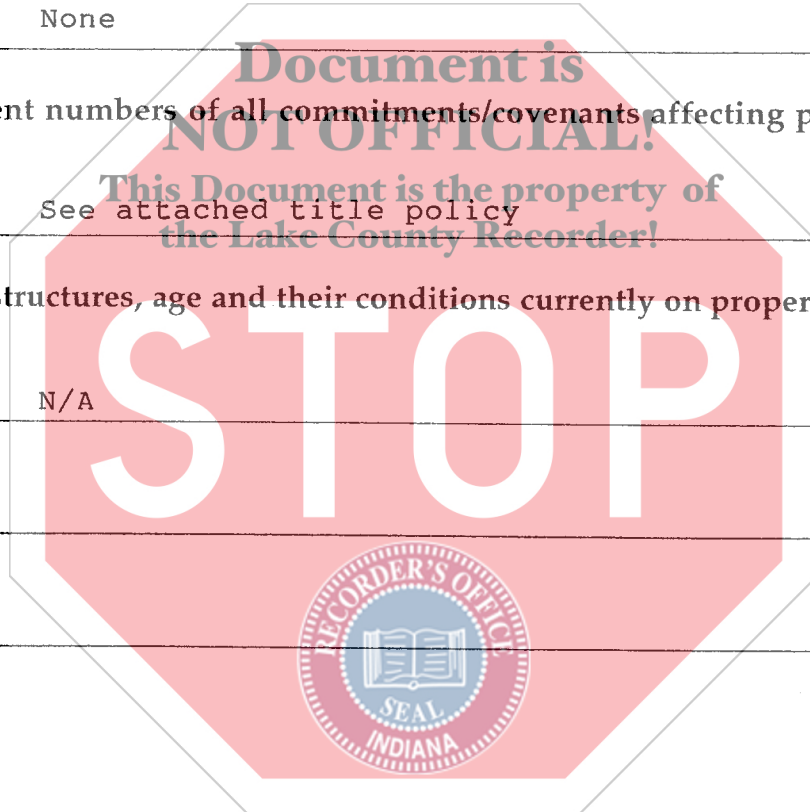 None
Document is
ent numbers of all commitments/covenants affecting p
NOT OFFICIAL!
This Document is the property of
See attached title policy
the Lake County Recorder!
structures, age and their conditions currently on proper
STOP
N/A
RECORDER'S OFFICE
SEAL
INDIANA